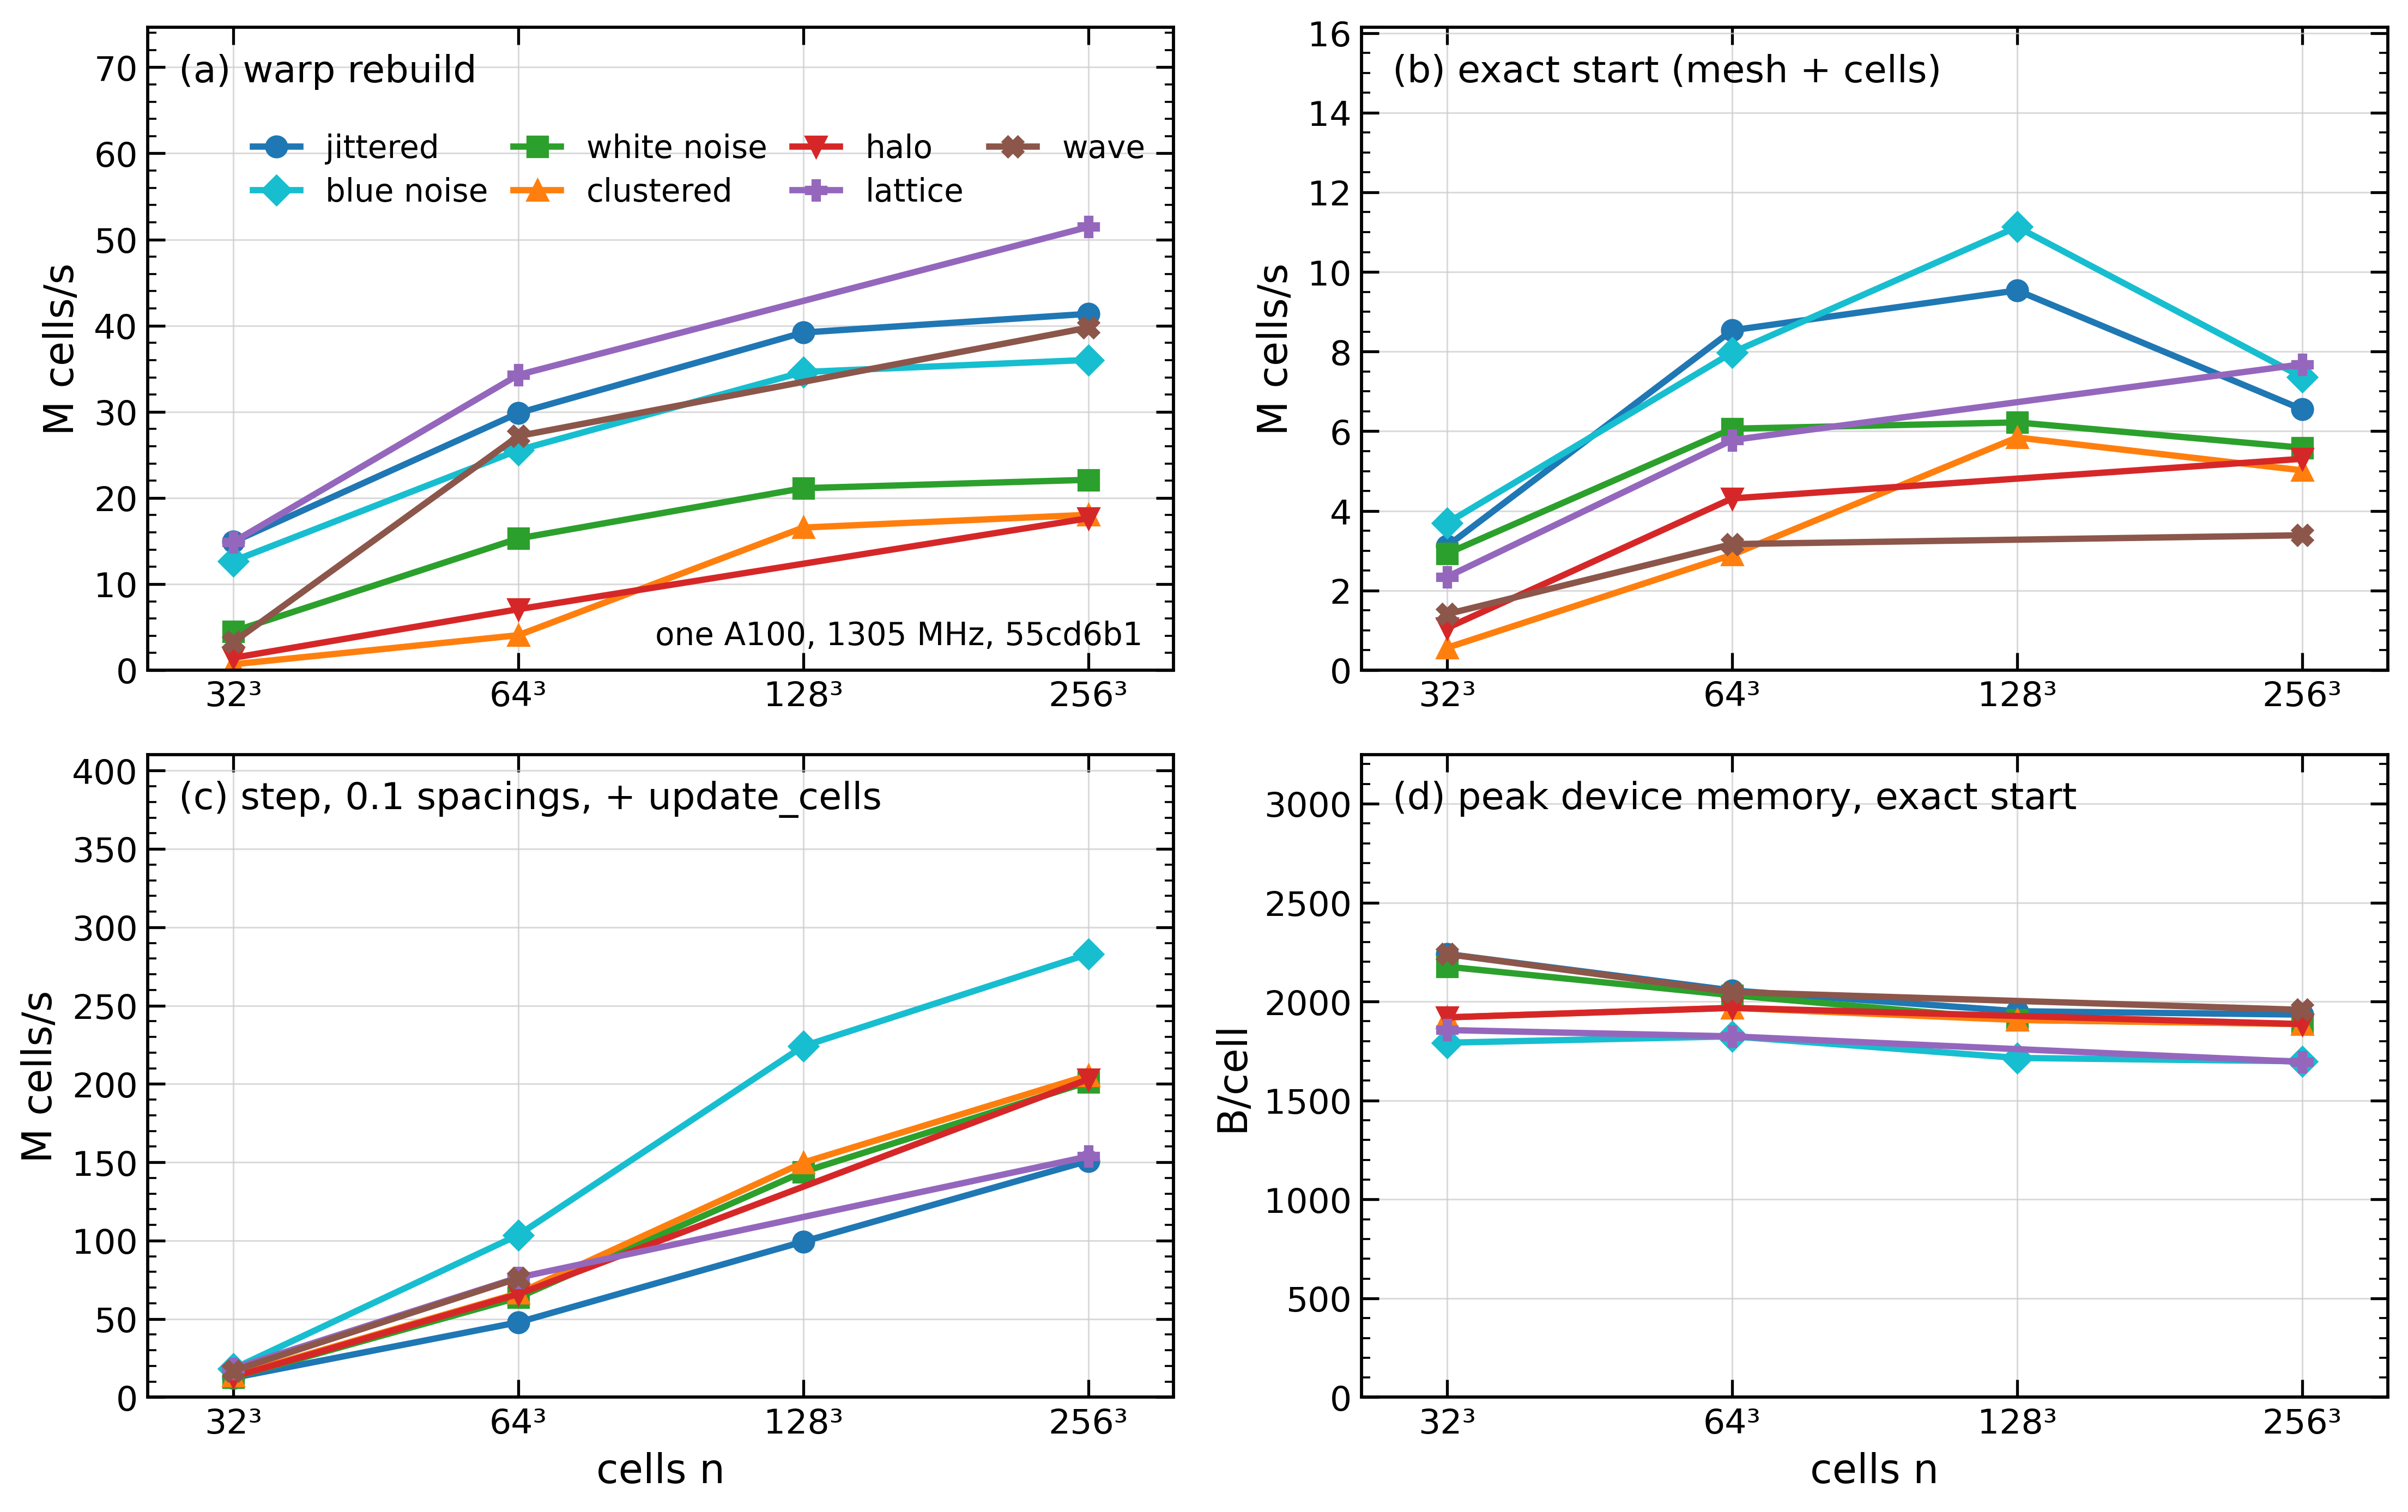 (a) warp rebuild
jittered
blue noise
white noise
clustered
halo
lattice
wave
one A100, 1305 MHz, 55cd6b1
M cells/s
70
60
50
40
30
20
10
0
32³ 64³ 128³ 256³
(b) exact start (mesh + cells)
M cells/s
16
14
12
10
8
6
4
2
0
32³ 64³ 128³ 256³
(c) step, 0.1 spacings, + update_cells
M cells/s
400
350
300
250
200
150
100
50
0
32³ 64³ 128³ 256³
cells n
(d) peak device memory, exact start
B/cell
3000
2500
2000
1500
1000
500
0
32³ 64³ 128³ 256³
cells n